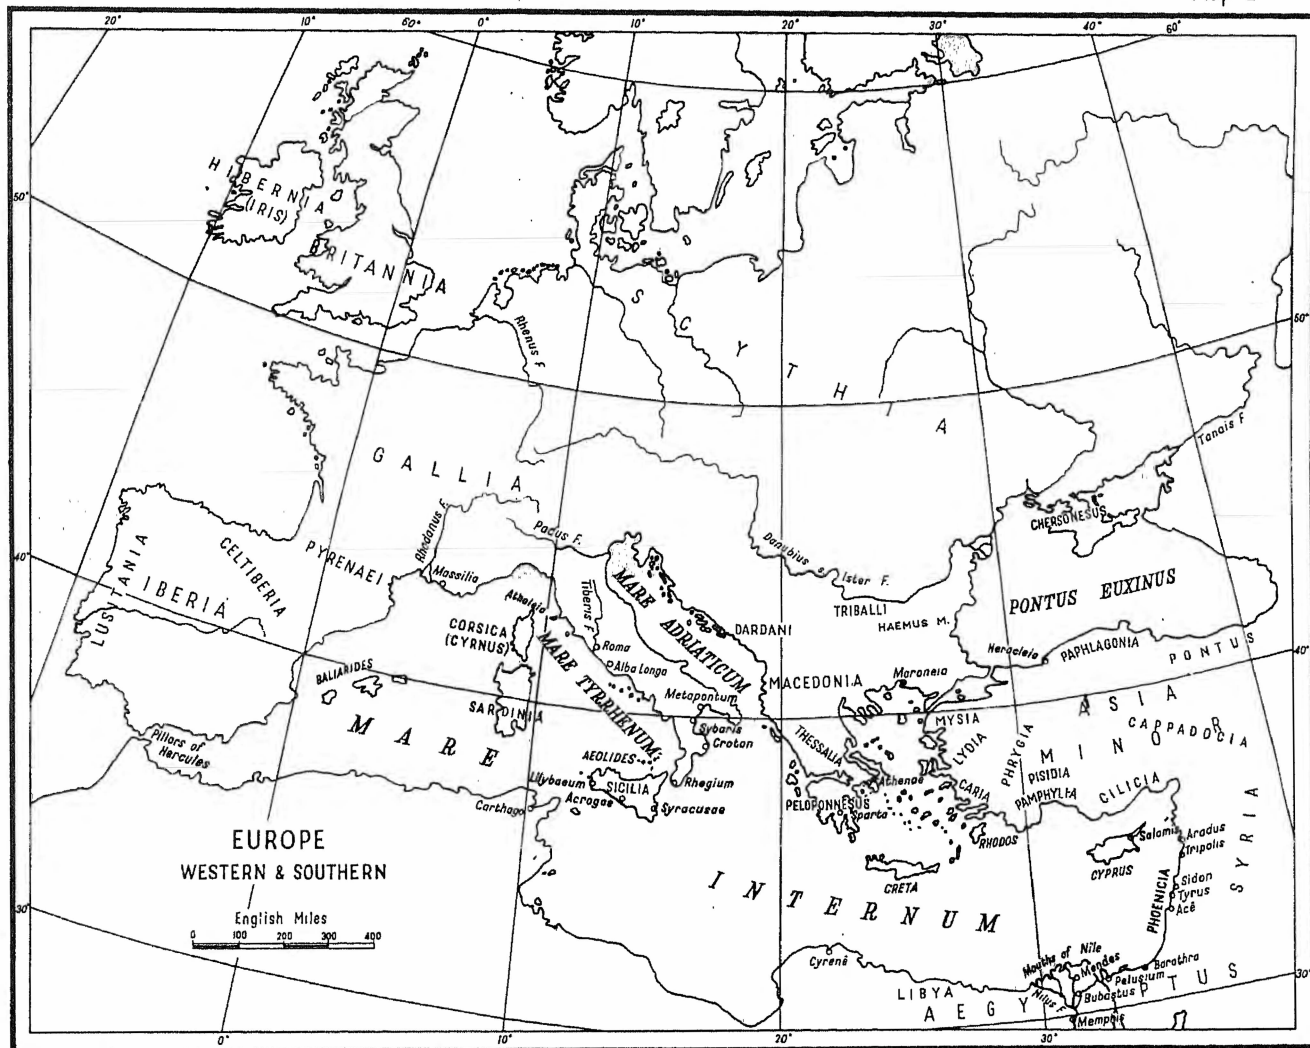 20° 10° 60° 0° 10° 20° 30° 40° 60°
HIBERNIA
(IRIS)
BRITANNIA
50°
50°
SCYTHA
Rhenus F.
GALLIA
Tanais F.
CHERSONESUS
Rhodanus F.
Padus F.
Danubius s. Ister F.
40°
LUSITANIA
IBERIA
CELTIBERIA
PYRENAEI
Massilia
Tiberis F.
MARE ADRIATICUM
DARDANI
TRIBALLI
HAEMUS M.
PONTUS EUXINUS
Heracleia
PAPHLAGONIA
PONTUS
40°
CORSICA
(CYRNUS)
MARE TYRRHENUM
Roma
Alba Longa
BALIARIDES
SARDINIA
Metapontum
MACEDONIA
Maroneia
ASIA MINOR
MYSIA
LYDIA
PHRYGIA
CAPPADOCIA
Pillars of
Hercules
MARE INTERNUM
Sybaris
Croton
AEOLIDES
Rhegium
THESSALIA
Athenae
CARIA
PISIDIA
PAMPHYLIA
CILICIA
Lilybaeum
SICILIA
Acragas
Syracusae
Carthago
PELOPONNESUS
Sparta
RHODOS
CRETA
Salamis
CYPRUS
Aradus
Tripolis
SYRIA
PHOENICIA
Sidon
Tyrus
Acê
EUROPE
WESTERN & SOUTHERN
English Miles
0 100 200 300 400
30°
Cyrenê
LIBYA
Mouths of Nile
Mendes
Barathra
Pelusium
Nilus F.
Bubastus
AEGYPTUS
Memphis
30°
0° 10° 20° 30°